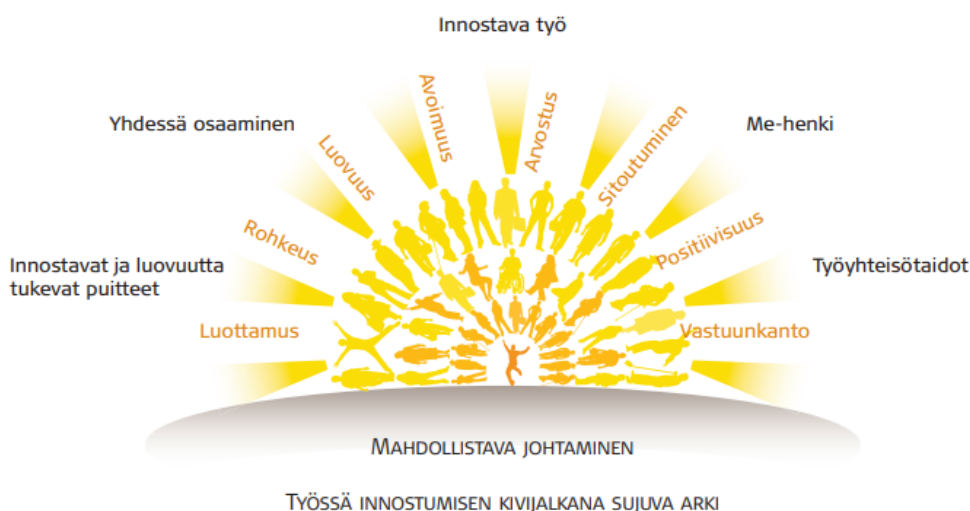 Innostava työ
Avoimuus
Arvostus
Yhdessä osaaminen
Me-henki
Luovuus
Sitoutuminen
Rohkeus
Positiivisuus
Innostavat ja luovuutta
tukevat puitteet
Työyhteisötaidot
Luottamus
Vastuunkanto
MAHDOLLISTAVA JOHTAMINEN
TYÖSSÄ INNOSTUMISEN KIVIJALKANA SUJUVA ARKI